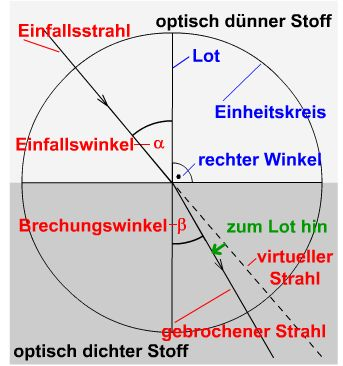 optisch dünner Stoff
Einfallsstrahl
Lot
Einheitskreis
Einfallswinkel α
rechter Winkel
Brechungswinkel β
zum Lot hin
virtueller
Strahl
gebrochener Strahl
optisch dichter Stoff